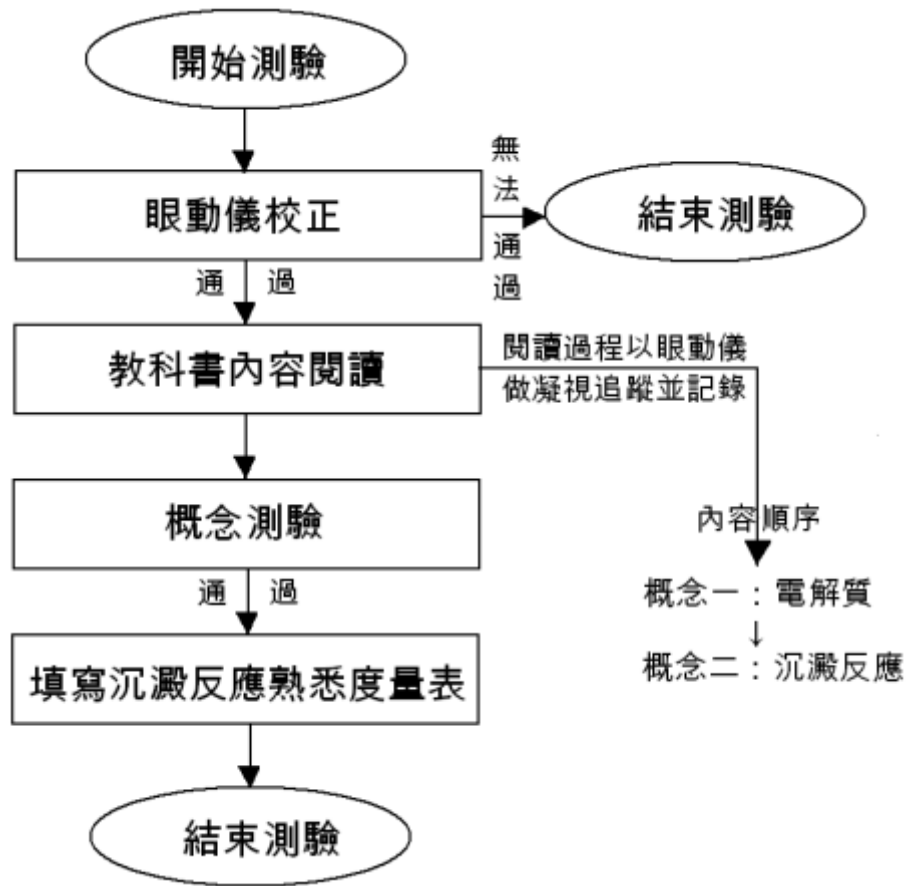 開始測驗
眼動儀校正
無法通過
結束測驗
通過
教科書內容閱讀
閱讀過程以眼動儀
做凝視追蹤並記錄
概念測驗
內容順序
通過
概念一：電解質
↓
概念二：沉澱反應
填寫沉澱反應熟悉度量表
結束測驗